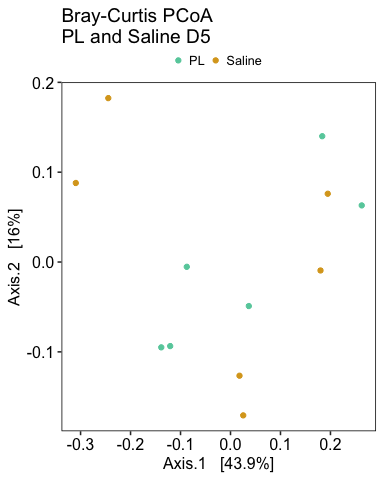 Bray-Curtis PCoA
PL and Saline D5
PL Saline
0.2
0.1
0.0
-0.1
Axis.2 [16%]
-0.3 -0.2 -0.1 0.0 0.1 0.2
Axis.1 [43.9%]